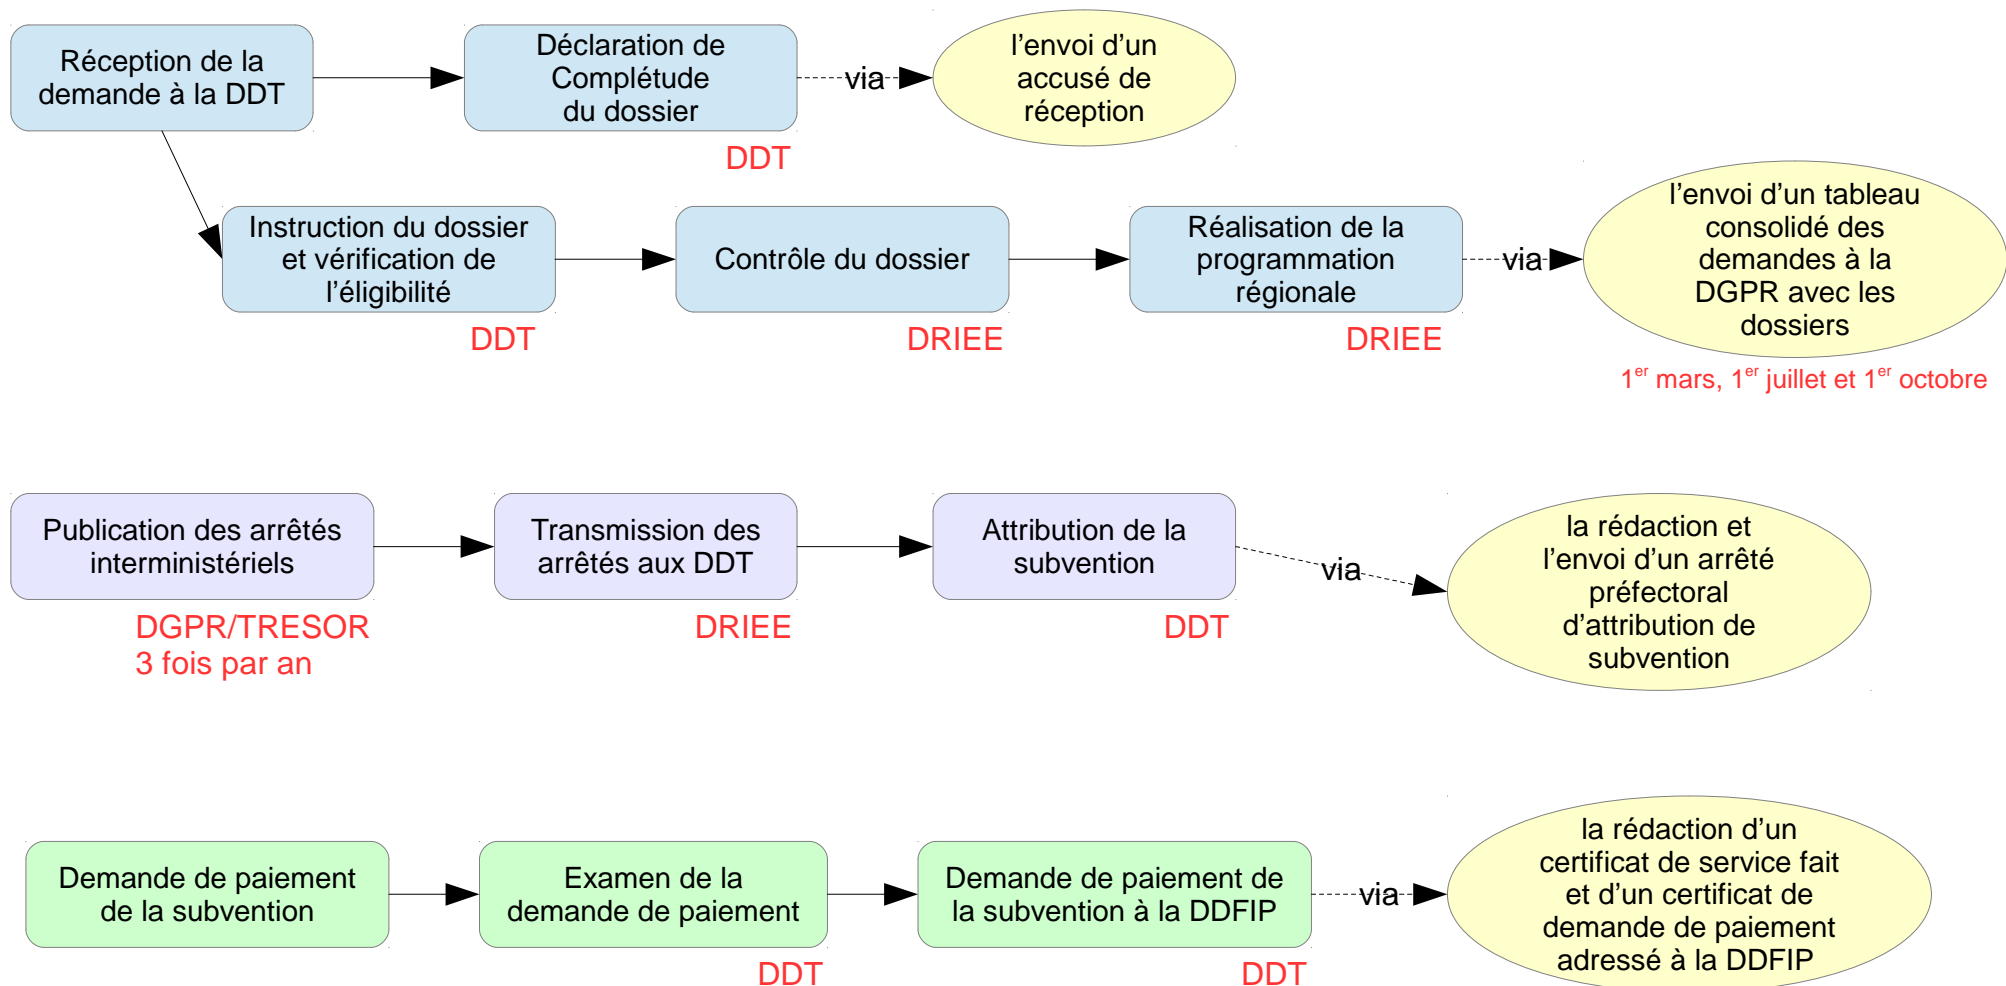 Réception de la
demande à la DDT
Déclaration de
Complétude
du dossier
via
l’envoi d’un
accusé de
réception
DDT
Instruction du dossier
et vérification de
l’éligibilité
Contrôle du dossier
Réalisation de la
programmation
régionale
via
l’envoi d’un tableau
consolidé des
demandes à la
DGPR avec les
dossiers
DDT
DRIEE
DRIEE
1er mars, 1er juillet et 1er octobre
Publication des arrêtés
interministériels
Transmission des
arrêtés aux DDT
Attribution de la
subvention
via
la rédaction et
l’envoi d’un arrêté
préfectoral
d’attribution de
subvention
DGPR/TRESOR
3 fois par an
DRIEE
DDT
Demande de paiement
de la subvention
Examen de la
demande de paiement
Demande de paiement de
la subvention à la DDFIP
via
la rédaction d’un
certificat de service fait
et d’un certificat de
demande de paiement
adressé à la DDFIP
DDT
DDT